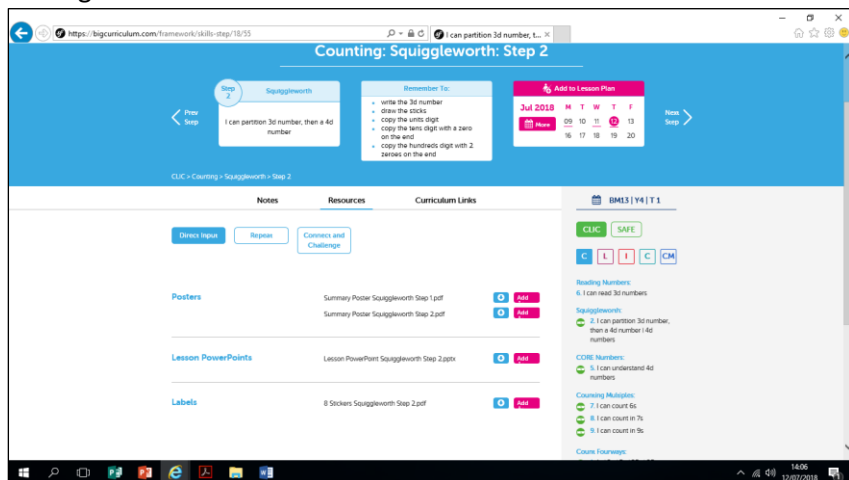 https://bigcurriculum.com/framework/skills-step/18/55
I can partition 3d number, t...
Counting: Squiggleworth: Step 2
Prev Step
Step 2
Squiggleworth
I can partition 3d number, then a 4d
number
Remember To:
write the 3d number
draw the sticks
copy the units digit
copy the tens digit with a zero
on the end
copy the hundreds digit with 2
zeroes on the end
Add to Lesson Plan
Jul 2018 M T W T F
More 09 10 11 12 13
16 17 18 19 20
Next Step
CLIC > Counting > Squiggleworth > Step 2
Notes Resources Curriculum Links
Direct Input Repeat Connect and
Challenge
Posters Summary Poster Squiggleworth Step 1.pdf Add
Summary Poster Squiggleworth Step 2.pdf Add
Lesson PowerPoints Lesson PowerPoint Squiggleworth Step 2.pptx Add
Labels 8 Stickers Squiggleworth Step 2.pdf Add
BM13 | Y4 | T 1
CLIC SAFE
C L I C CM
Reading Numbers:
6. I can read 3d numbers
Squiggleworth:
2. I can partition 3d number,
then a 4d number I 4d
numbers
CORE Numbers:
5. I can understand 4d
numbers
Counting Multiples:
7. I can count 6s
8. I can count in 7s
9. I can count in 9s
Count Fourways:
14:06
12/07/2018